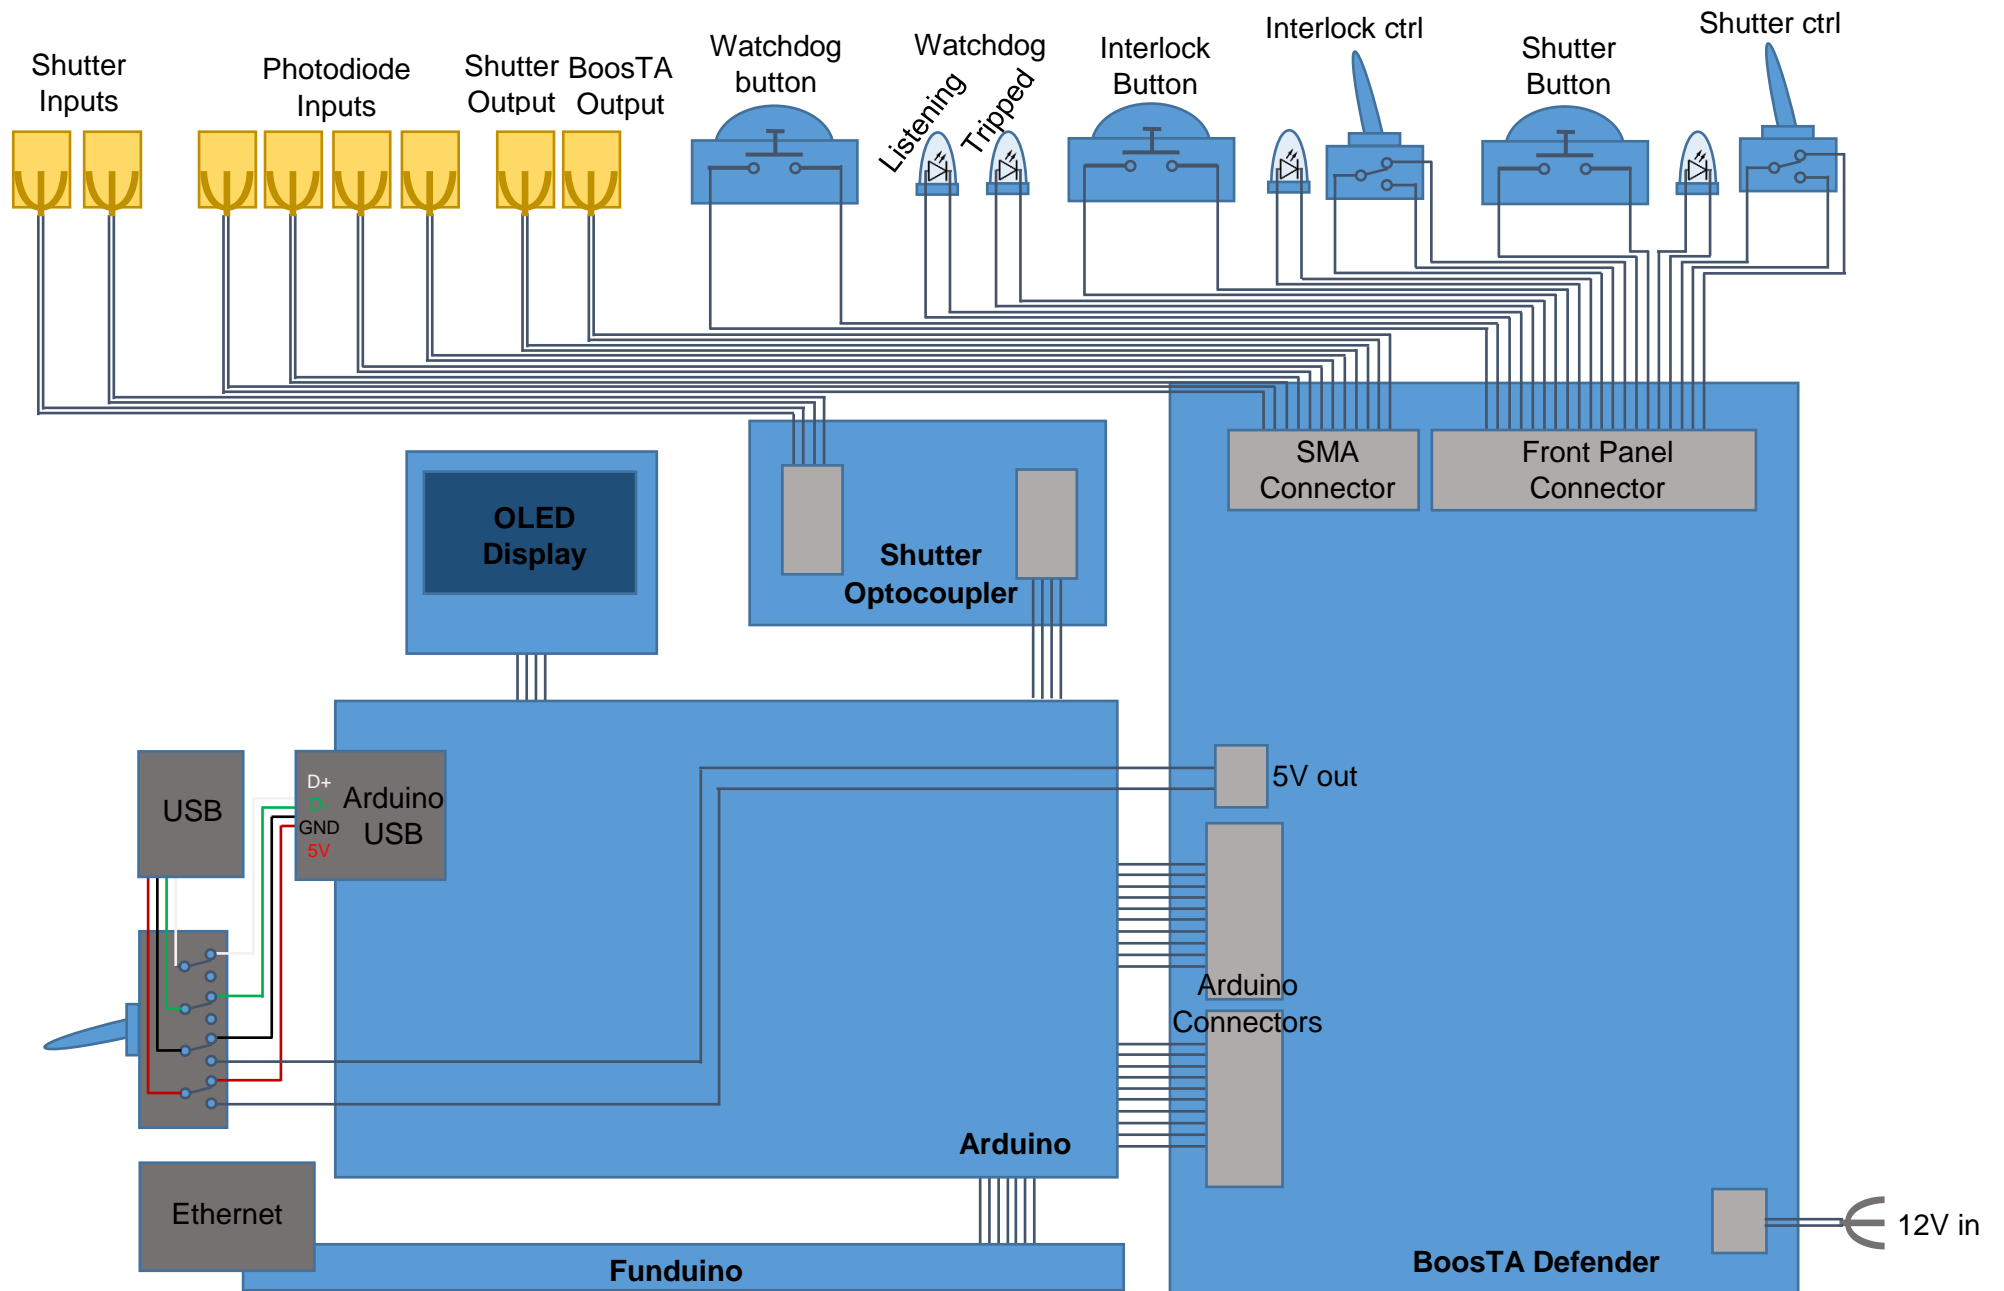 Shutter
Inputs
Photodiode
Inputs
Shutter
Output
BoosTA
Output
Watchdog
button
Watchdog
Listening
Tripped
Interlock
Button
Interlock ctrl
Shutter
Button
Shutter ctrl
SMA
Connector
Front Panel
Connector
OLED
Display
Shutter
Optocoupler
USB
D+
D-
GND
5V
Arduino
USB
5V out
Arduino
Connectors
Arduino
Ethernet
Funduino
BoosTA Defender
12V in